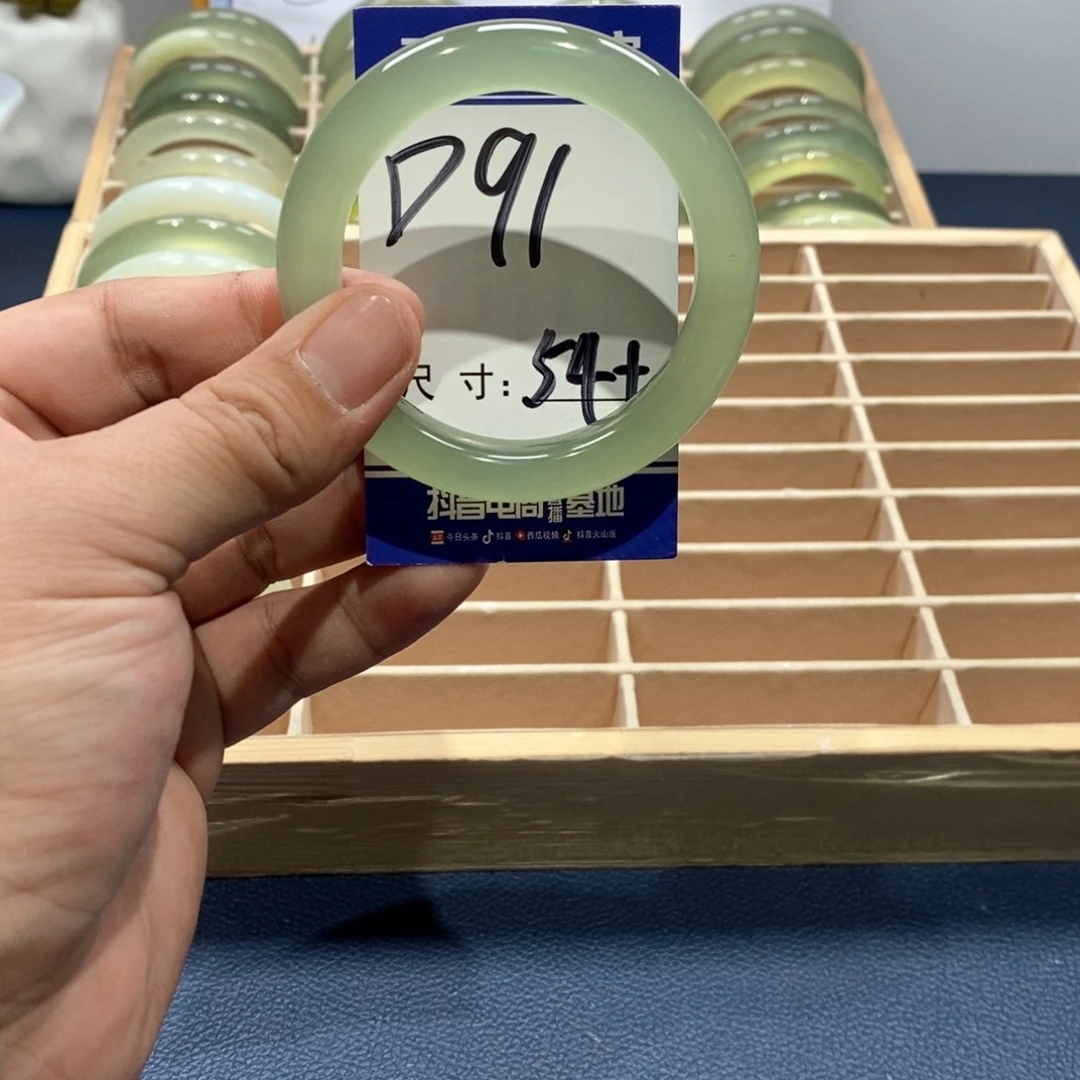 D91
尺 寸: 54+
抖音电商直播基地
今日头条 抖音 西瓜视频 抖音火山版